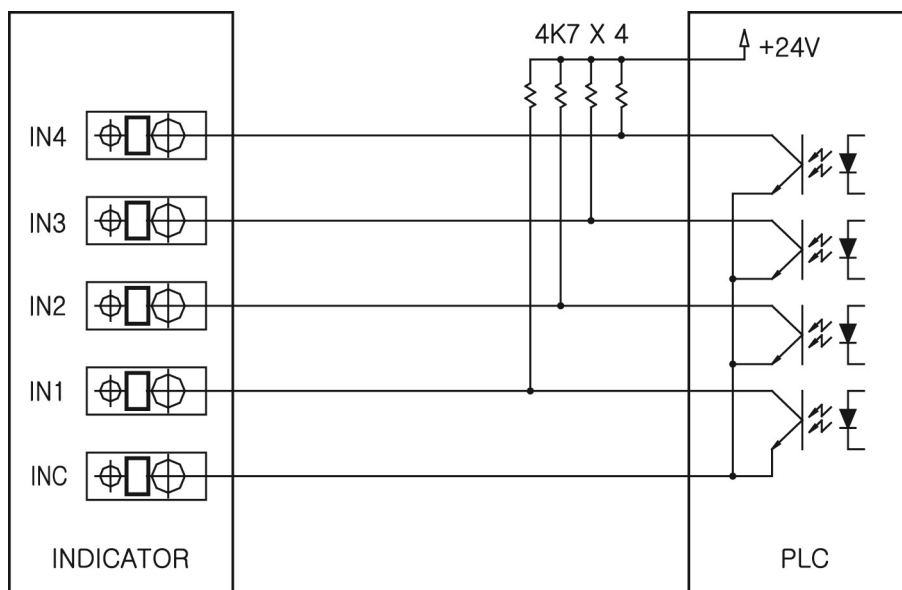 4K7 X 4
+24V
IN4
IN3
IN2
IN1
INC
INDICATOR
PLC